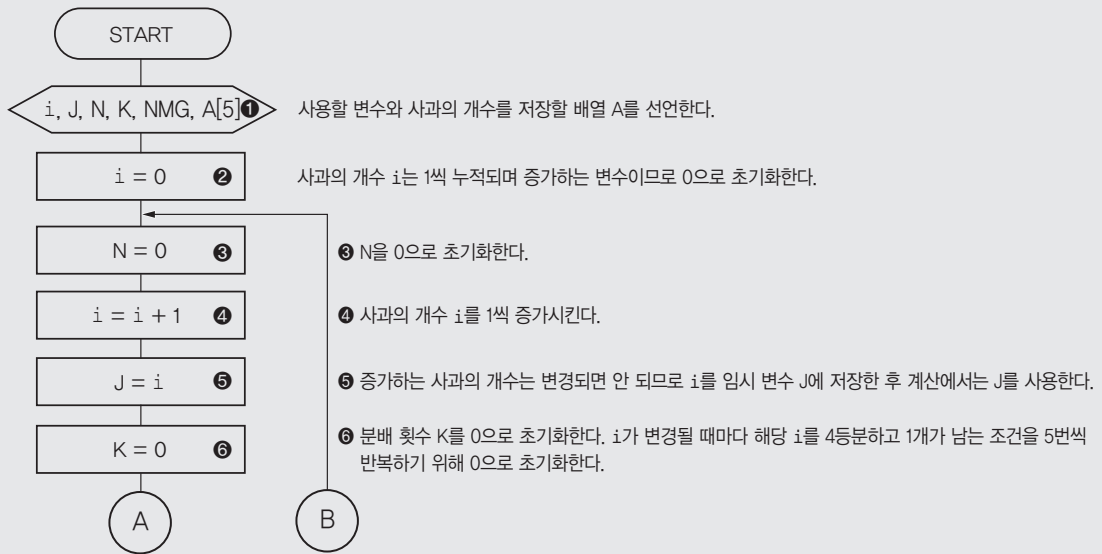 START
i, J, N, K, NMG, A[5]❶
사용할 변수와 사과의 개수를 저장할 배열 A를 선언한다.
i = 0 ❷
사과의 개수 i는 1씩 누적되며 증가하는 변수이므로 0으로 초기화한다.
N = 0 ❸
❸ N을 0으로 초기화한다.
i = i + 1 ❹
❹ 사과의 개수 i를 1씩 증가시킨다.
J = i ❺
❺ 증가하는 사과의 개수는 변경되면 안 되므로 i를 임시 변수 J에 저장한 후 계산에서는 J를 사용한다.
K = 0 ❻
❻ 분배 횟수 K를 0으로 초기화한다. i가 변경될 때마다 해당 i를 4등분하고 1개가 남는 조건을 5번씩
반복하기 위해 0으로 초기화한다.
A
B